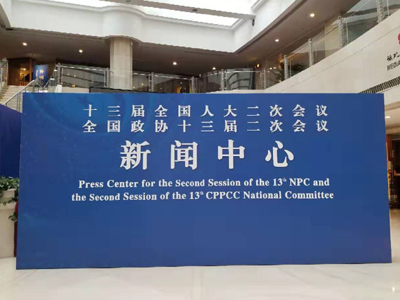 十三届全国人大二次会议
全国政协十三届二次会议
新闻中心
Press Center for the Second Session of the 13th NPC and
the Second Session of the 13th CPPCC National Committee
MEDIA